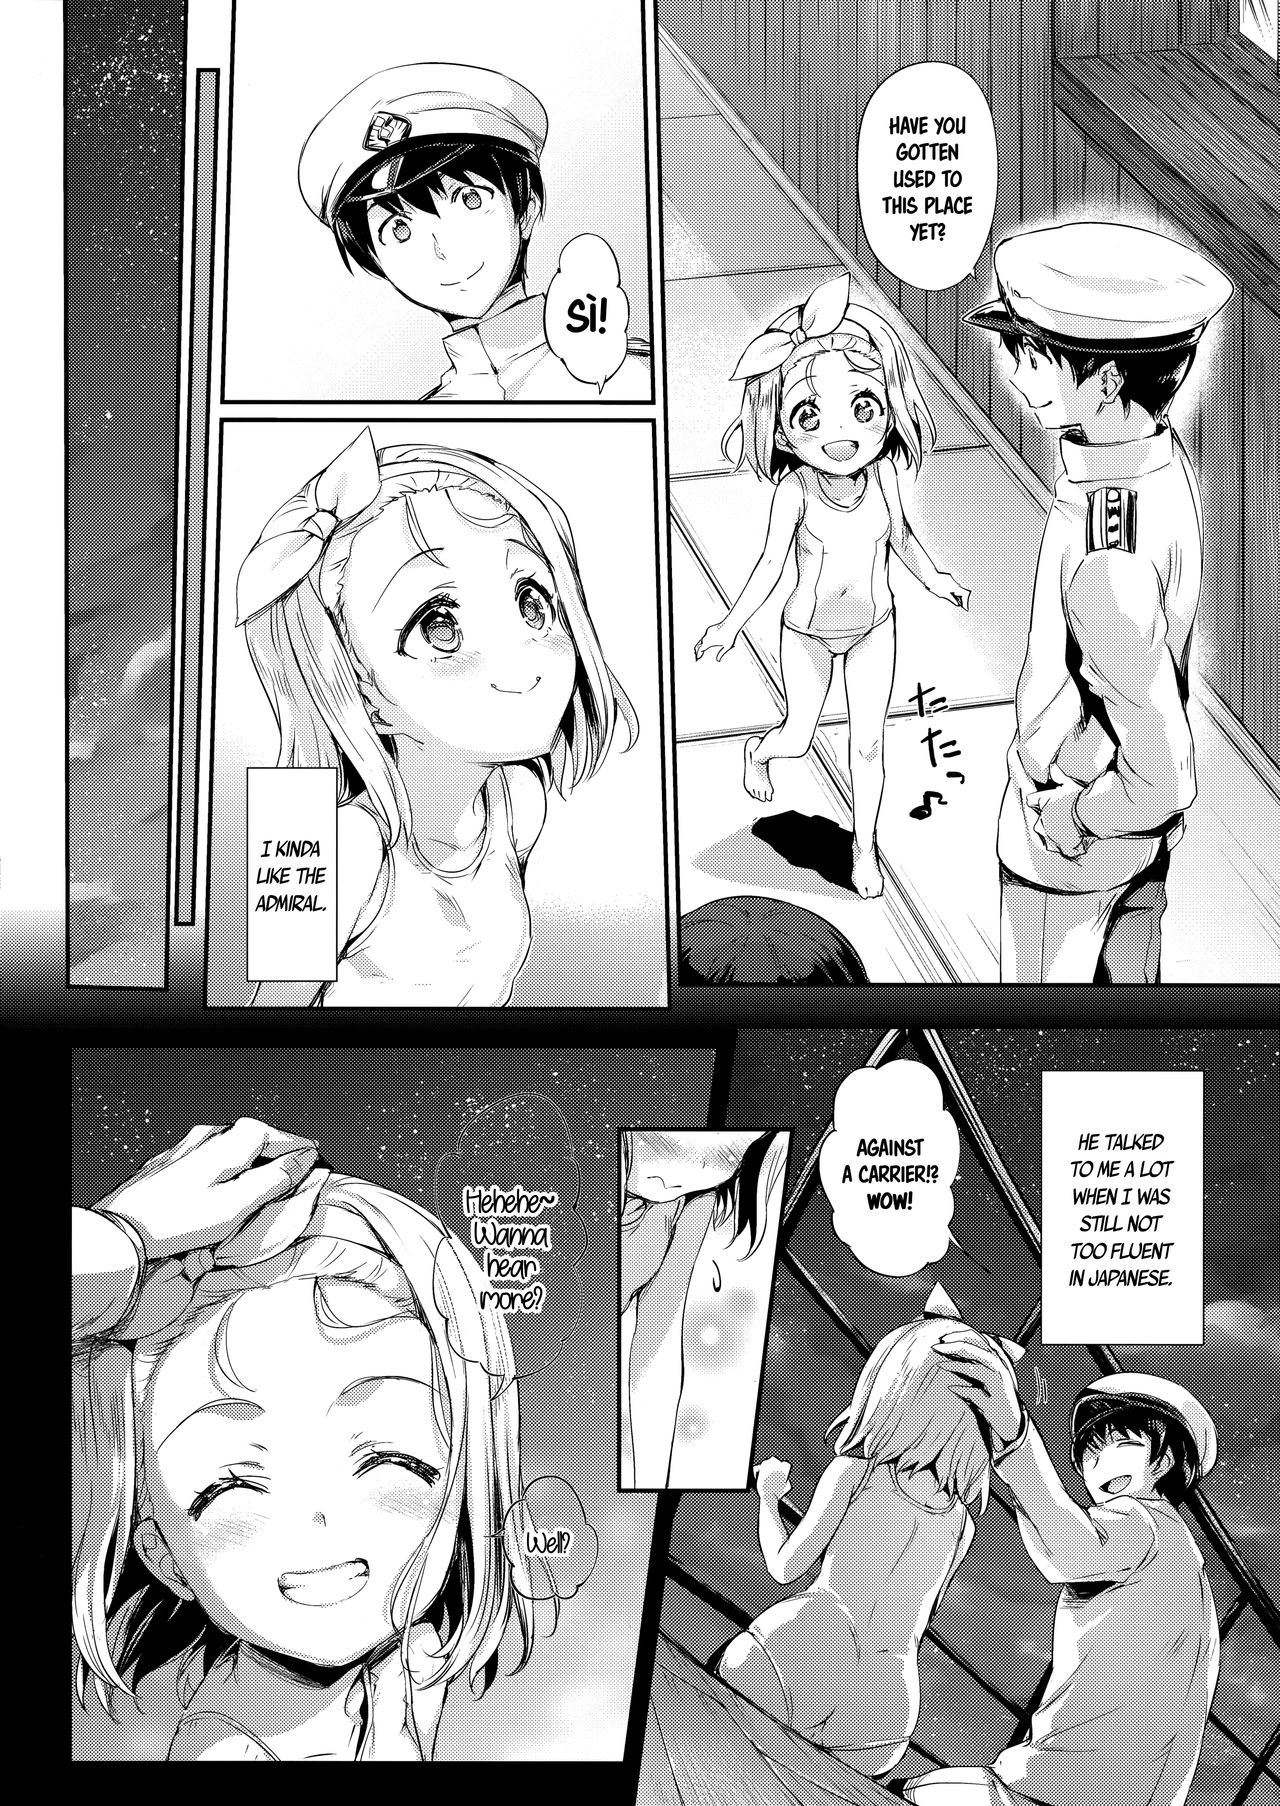 HAVE YOU
GOTTEN
USED TO
THIS PLACE
YET?
たた
たっ♪
SÌ!
I KINDA
LIKE THE
ADMIRAL.
HE TALKED
TO ME A LOT
WHEN I WAS
STILL NOT
TOO FLUENT
IN JAPANESE.
AGAINST
A CARRIER!?
WOW!
Hehehe~
Wanna
hear
more?
Well?